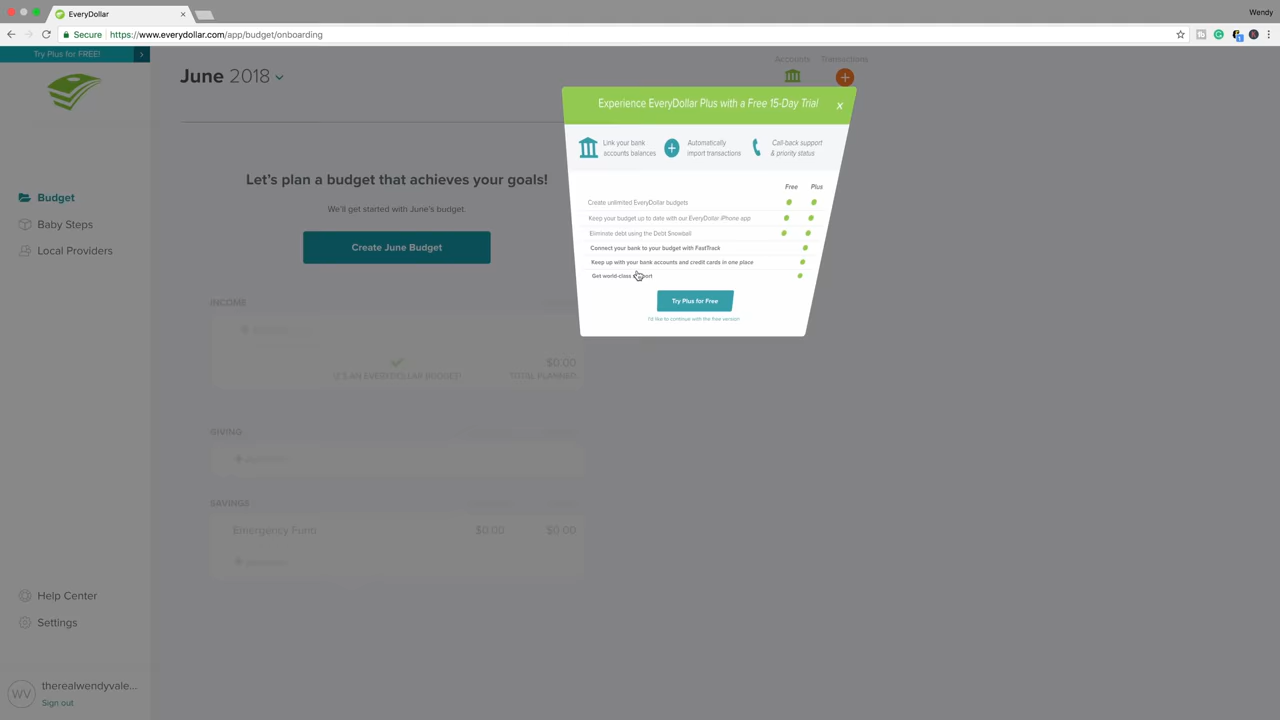 EveryDollar
Wendy
Secure https://www.everydollar.com/app/budget/onboarding
Try Plus for FREE!
June 2018
Accounts
Transactions
Budget
Baby Steps
Local Providers
Let's plan a budget that achieves your goals!
We'll get started with June's budget.
Create June Budget
INCOME
$0.00
IT'S AN EVERYDOLLAR BUDGET!
TOTAL PLANNED
GIVING
SAVINGS
Emergency Fund $0.00 $0.00
Experience EveryDollar Plus with a Free 15-Day Trial x
Link your bank
accounts balances
Automatically
import transactions
Call-back support
& priority status
Free Plus
Create unlimited EveryDollar budgets
Keep your budget up to date with our EveryDollar iPhone app
Eliminate debt using the Debt Snowball
Connect your bank to your budget with FastTrack
Keep up with your bank accounts and credit cards in one place
Get world-class
Try Plus for Free
I'd like to continue with the free version
Help Center
Settings
WV
therealwendyvale...
Sign out